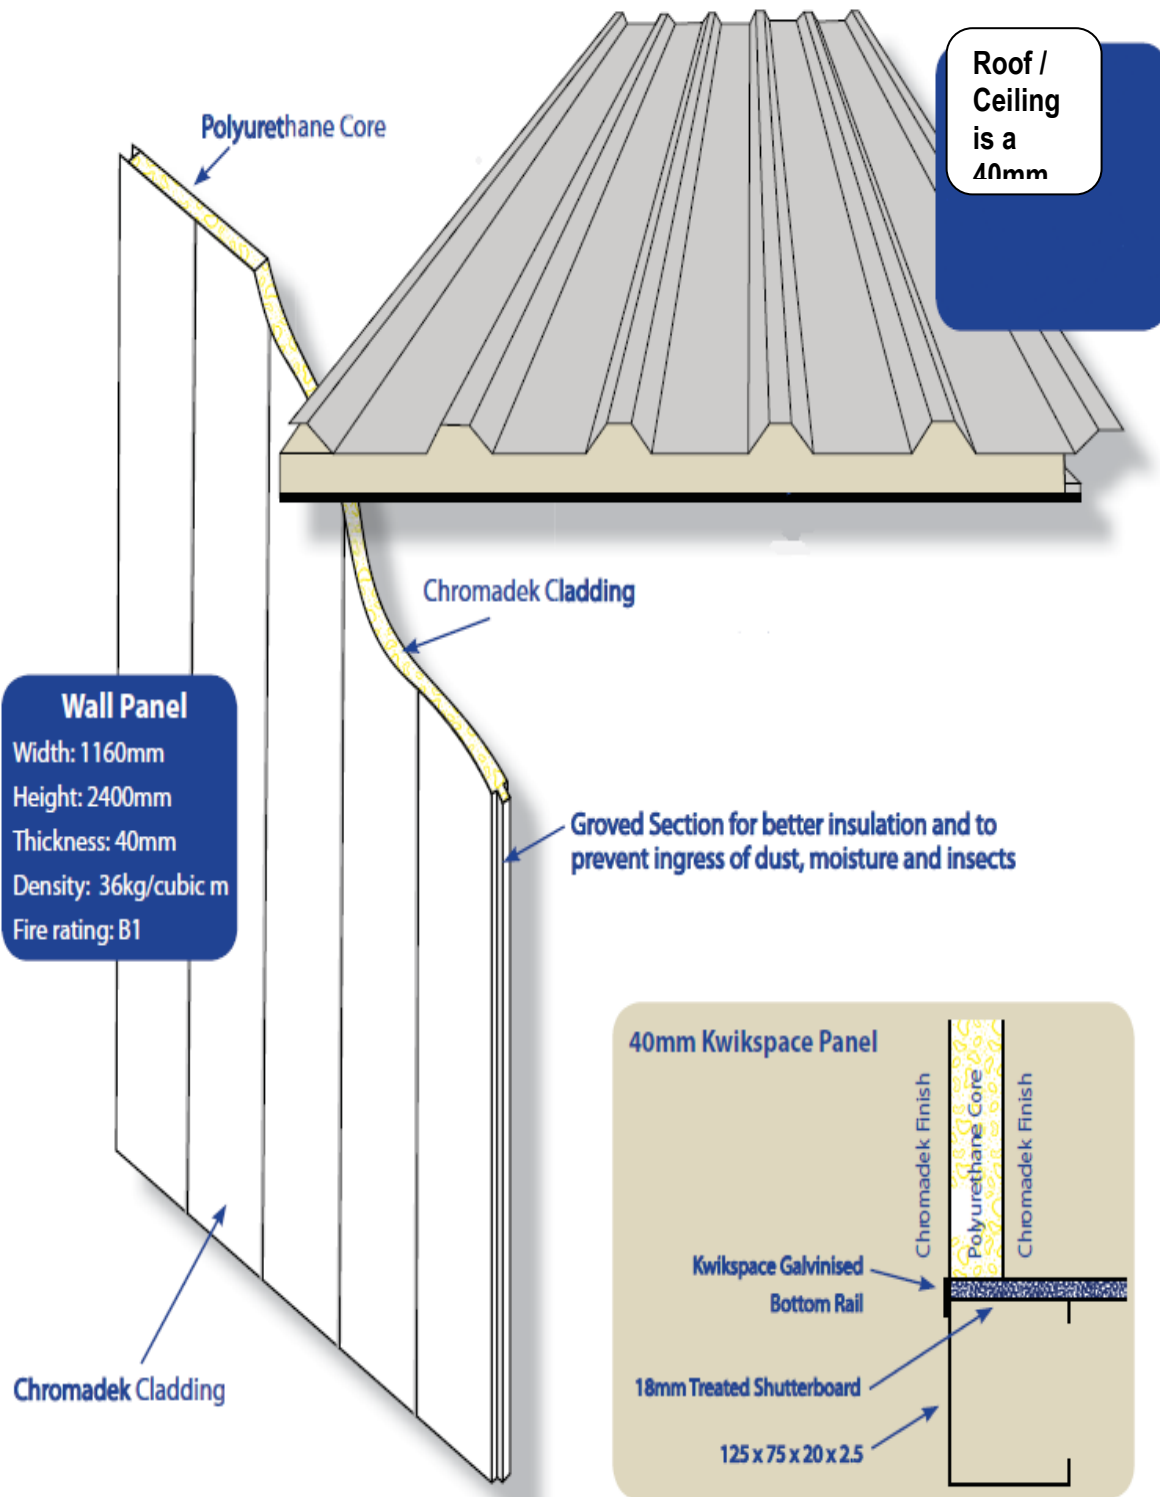 Roof /
Ceiling
is a
40mm
Polyurethane Core
Chromadek Cladding
Wall Panel
Width: 1160mm
Height: 2400mm
Thickness: 40mm
Density: 36kg/cubic m
Fire rating: B1
Groved Section for better insulation and to
prevent ingress of dust, moisture and insects
40mm Kwikspace Panel
Chromadek Finish
Polyurethane Core
Chromadek Finish
Kwikspace Galvinised
Bottom Rail
18mm Treated Shutterboard
125 x 75 x 20 x 2.5
Chromadek Cladding